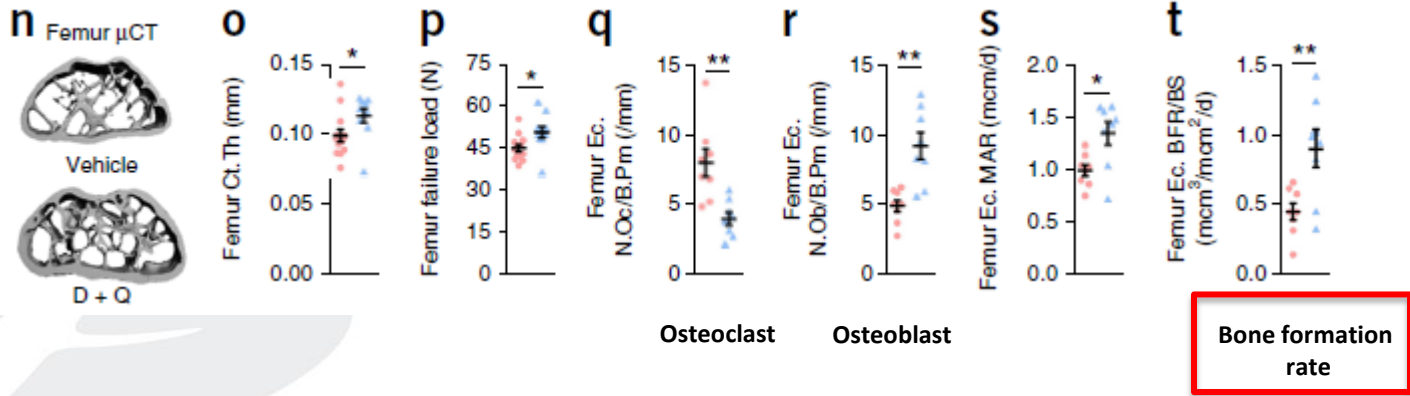 n
Femur µCT
Vehicle
D + Q
o
Femur Ct.Th (mm)
0.15
0.10
0.05
0.00
*
p
Femur failure load (N)
75
60
45
30
15
0
*
q
Femur Ec.
N.Oc/B.Pm (/mm)
15
10
5
0
**
Osteoclast
r
Femur Ec.
N.Ob/B.Pm (/mm)
15
10
5
0
**
Osteoblast
s
Femur Ec. MAR (mcm/d)
2.0
1.5
1.0
0.5
0.0
*
t
Femur Ec. BFR/BS
(mcm³/mcm²/d)
1.5
1.0
0.5
0.0
**
Bone formation
rate